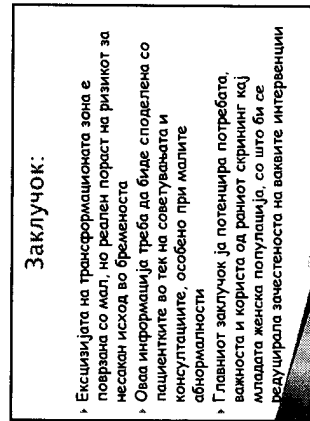 Заклучок:
Ексцизијата на трансформационата зона е
поврзана со мал, но реален пораст на ризикот за
несакан исход во бременоста
Оваа информација треба да биде споделена со
пациентките во тек на советувањата и
консултациите, особено при малите
абнормалности
Главниот заклучок ја потенцира потребата,
важноста и користа од раниот скрининг кај
младата женска популација, со што би се
редуцирала зачестеноста на ваквите интервенции